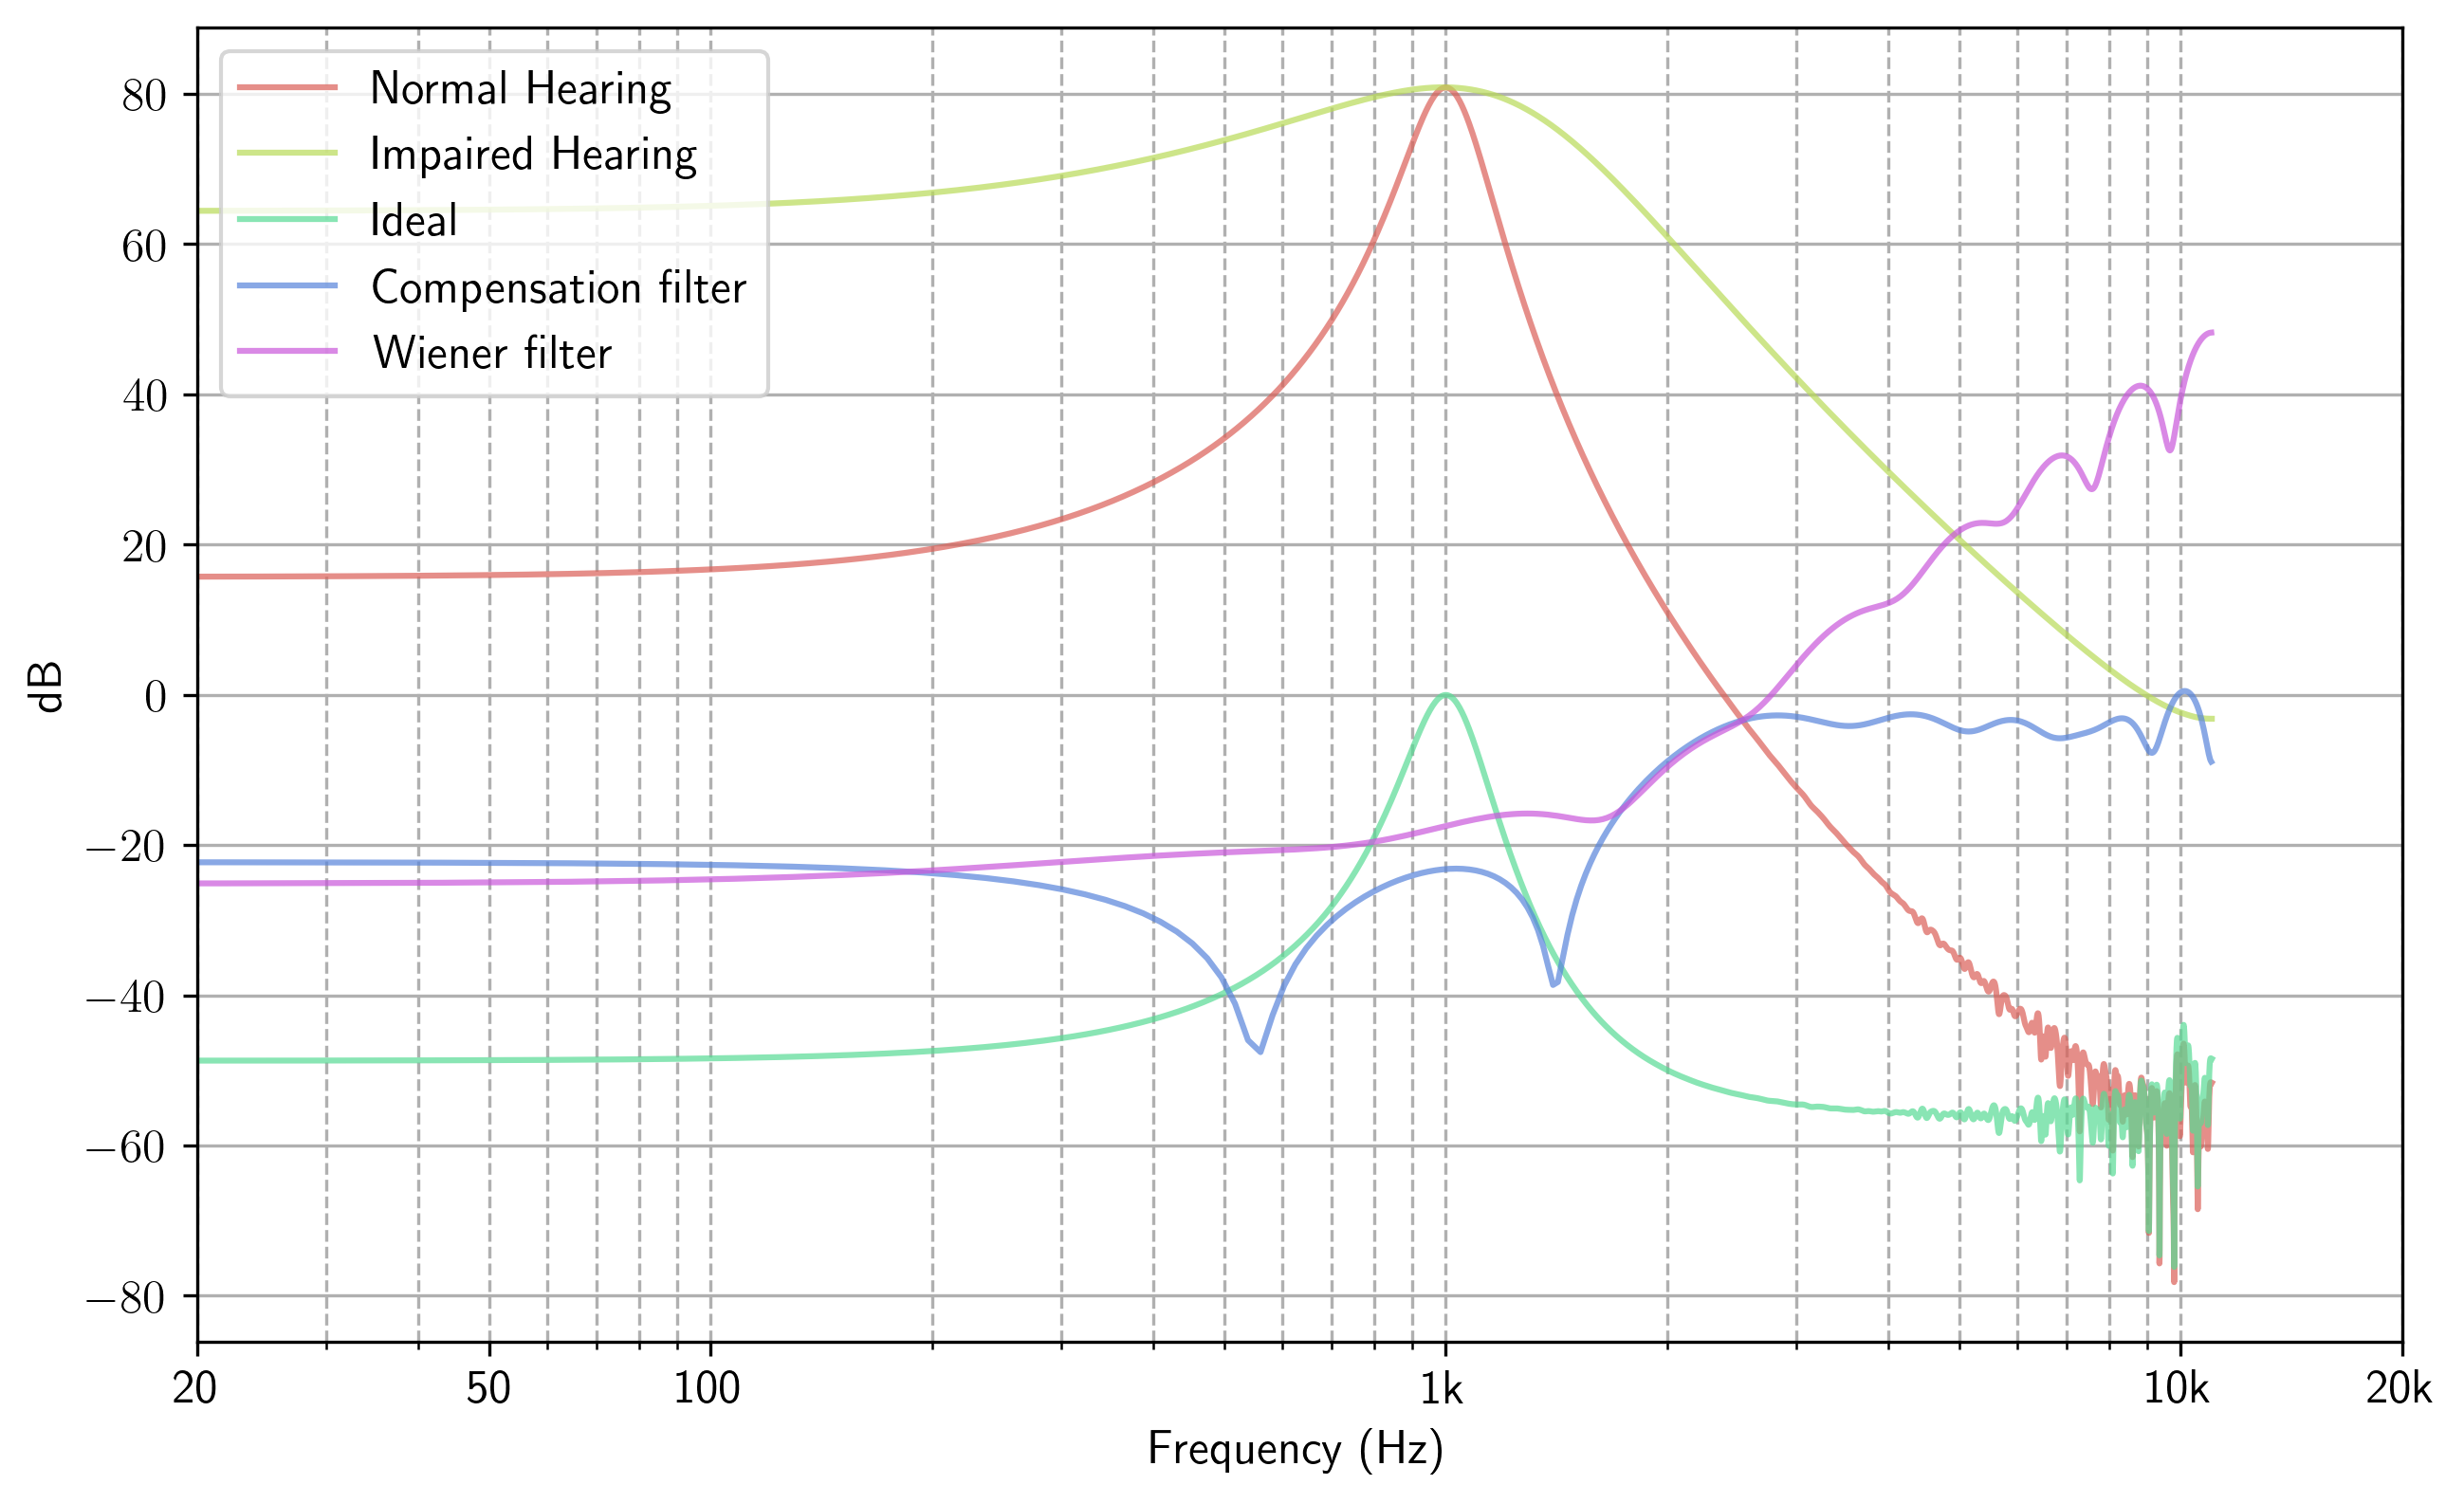 Normal Hearing
Impaired Hearing
Ideal
Compensation filter
Wiener filter
80
60
40
20
0
−20
−40
−60
−80
dB
20 50 100 1k 10k 20k
Frequency (Hz)